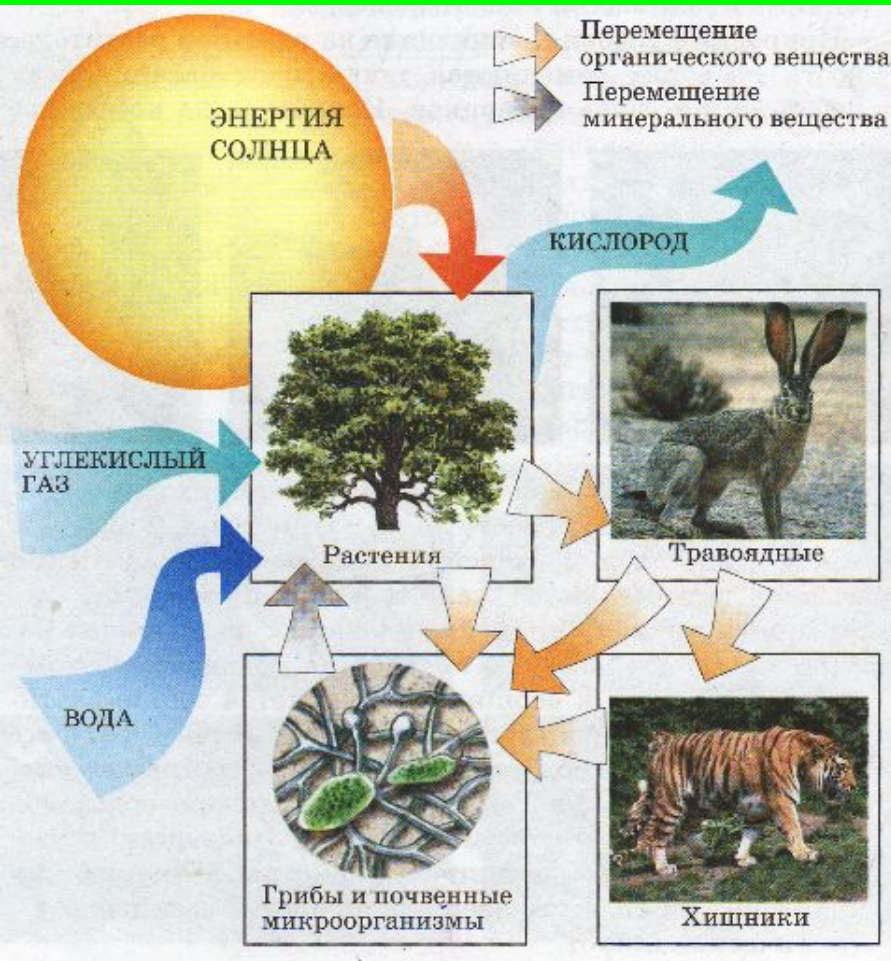 Перемещение
органического вещества
Перемещение
минерального вещества
ЭНЕРГИЯ
СОЛНЦА
КИСЛОРОД
УГЛЕКИСЛЫЙ
ГАЗ
Растения
Травоядные
ВОДА
Грибы и почвенные
микроорганизмы
Хищники